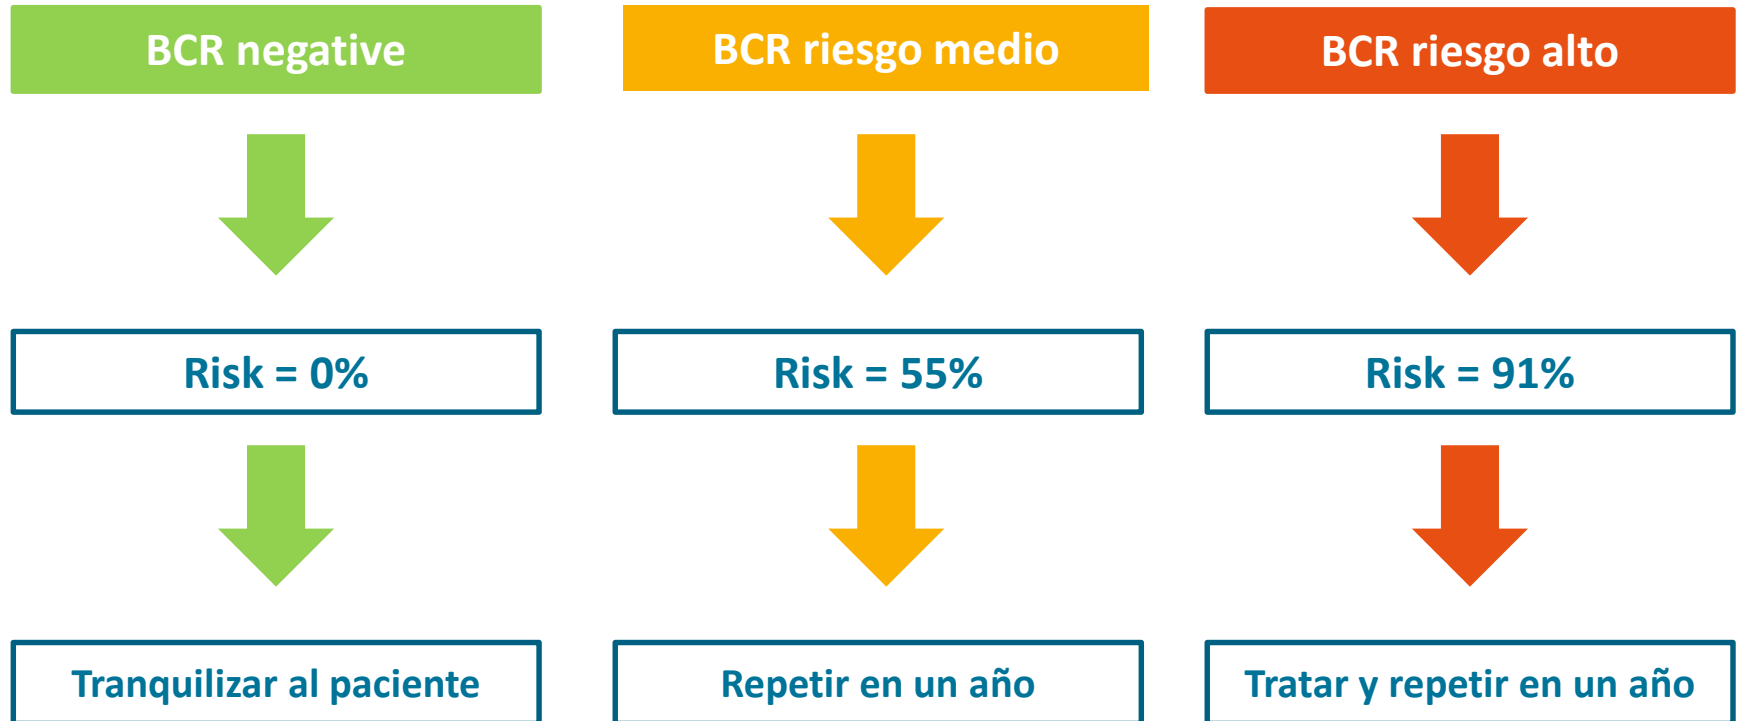 BCR negative
BCR riesgo medio
BCR riesgo alto
Risk = 0%
Risk = 55%
Risk = 91%
Tranquilizar al paciente
Repetir en un año
Tratar y repetir en un año